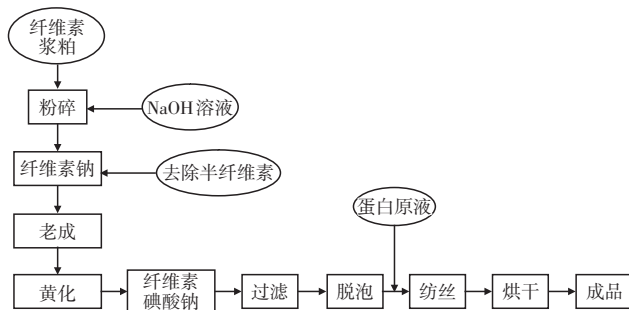 纤维素
浆粕
粉碎
NaOH溶液
纤维素钠
去除半纤维素
老成
蛋白原液
黄化
纤维素
碘酸钠
过滤
脱泡
纺丝
烘干
成品